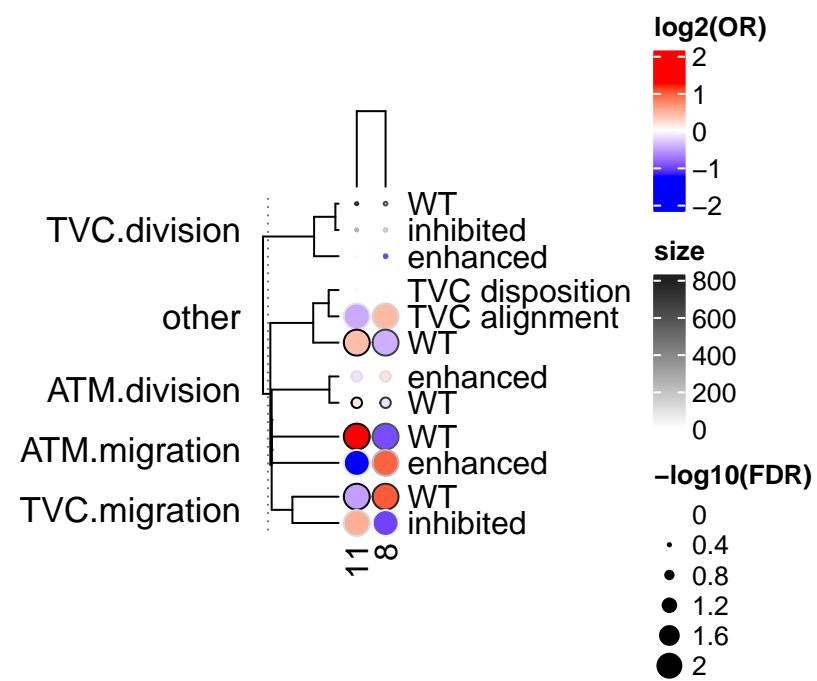 log2(OR)
2
1
0
−1
−2
size
800
600
400
200
0
−log10(FDR)
0
0.4
0.8
1.2
1.6
2
TVC.division
WT
inhibited
enhanced
other
TVC disposition
TVC alignment
WT
ATM.division
enhanced
WT
ATM.migration
WT
enhanced
TVC.migration
WT
inhibited
11
8